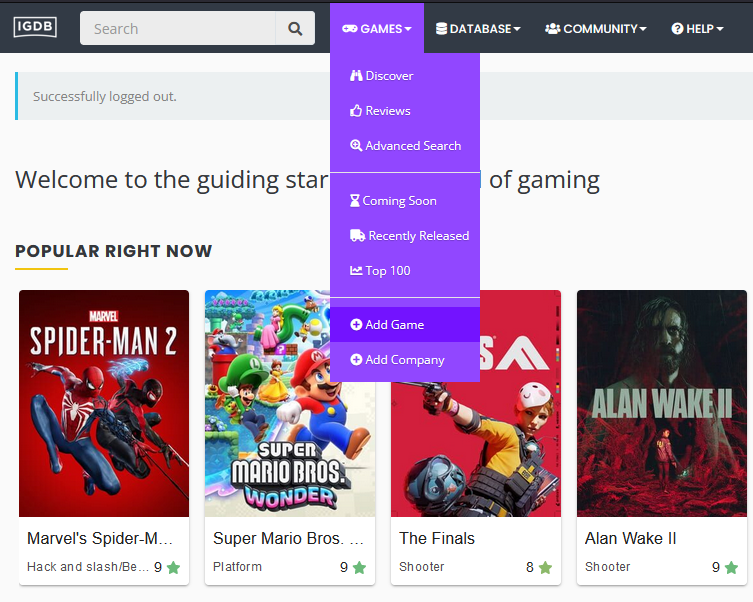 IGDB
Search
GAMES
DATABASE
COMMUNITY
HELP
Discover
Reviews
Advanced Search
Coming Soon
Recently Released
Top 100
Add Game
Add Company
Successfully logged out.
Welcome to the guiding star of gaming
POPULAR RIGHT NOW
MARVEL
SPIDER-MAN 2
SUPER
MARIO BROS.
WONDER
ALAN WAKE II
Marvel's Spider-M...
Hack and slash/Be... 9
Super Mario Bros. ...
Platform 9
The Finals
Shooter 8
Alan Wake II
Shooter 9